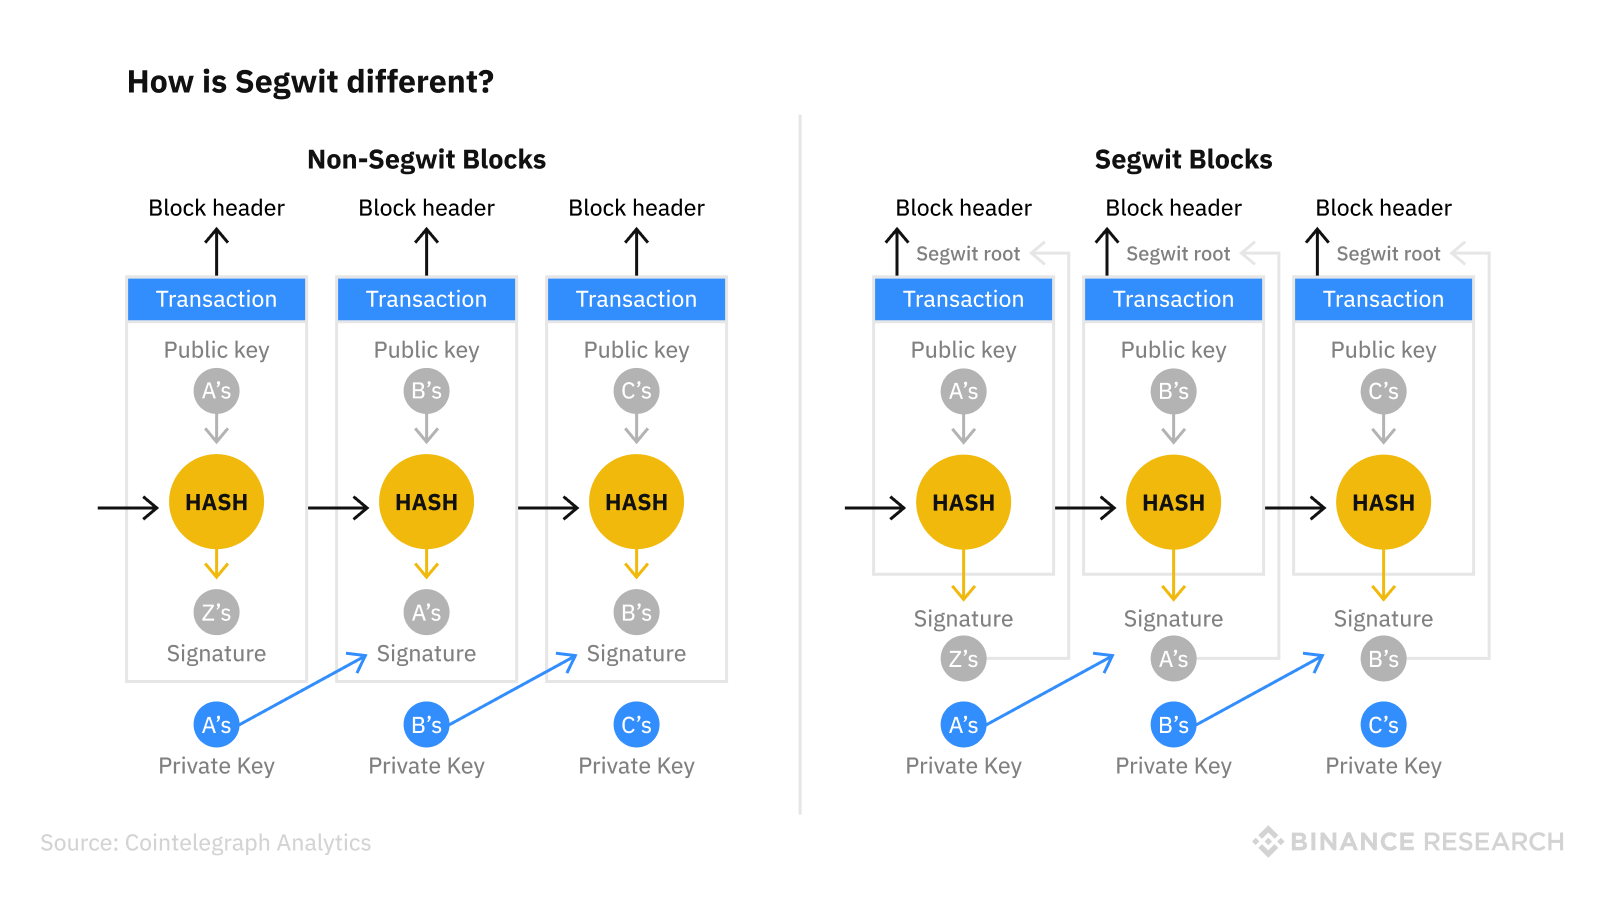 How is Segwit different?
Non-Segwit Blocks
Block header Block header Block header
Transaction Transaction Transaction
Public key Public key Public key
A’s B’s C’s
HASH HASH HASH
Z’s A’s B’s
Signature Signature Signature
A’s B’s C’s
Private Key Private Key Private Key
Segwit Blocks
Block header Block header Block header
Segwit root Segwit root Segwit root
Transaction Transaction Transaction
Public key Public key Public key
A’s B’s C’s
HASH HASH HASH
Signature Signature Signature
Z’s A’s B’s
A’s B’s C’s
Private Key Private Key Private Key
Source: Cointelegraph Analytics
BINANCE RESEARCH